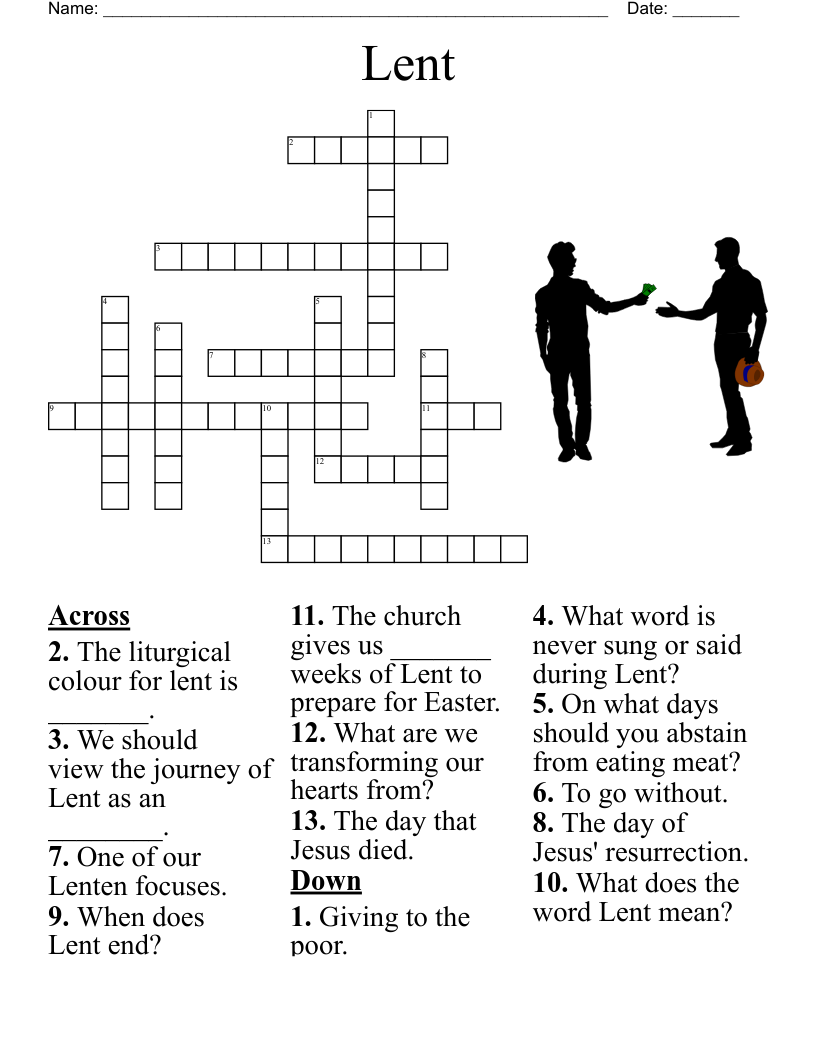 Name: _________________________________________________________ Date: _______
Lent
1
2
3
4
5
6
7
8
9
10
11
12
13
Across
2. The liturgical
colour for lent is
_______.
3. We should
view the journey of
Lent as an
________.
7. One of our
Lenten focuses.
9. When does
Lent end?
11. The church
gives us _______
weeks of Lent to
prepare for Easter.
12. What are we
transforming our
hearts from?
13. The day that
Jesus died.
Down
1. Giving to the
poor.
4. What word is
never sung or said
during Lent?
5. On what days
should you abstain
from eating meat?
6. To go without.
8. The day of
Jesus' resurrection.
10. What does the
word Lent mean?